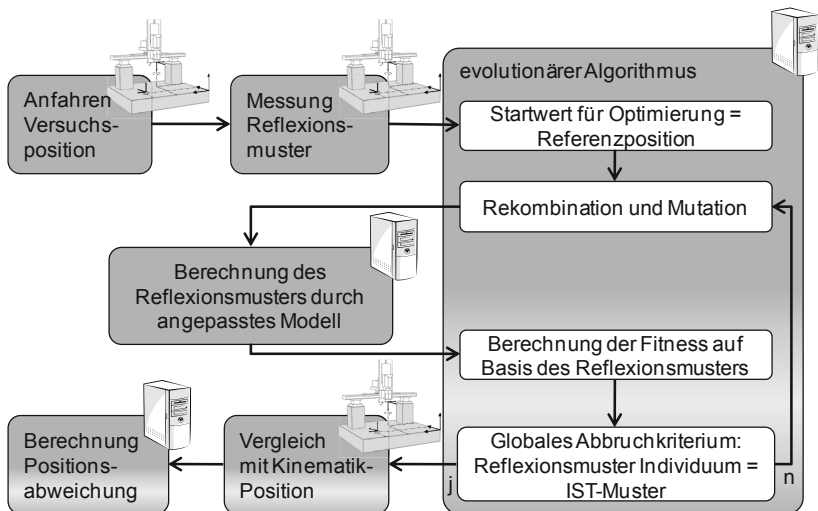 Anfahren
Versuchs-
position
Messung
Reflexions-
muster
evolutionärer Algorithmus
Startwert für Optimierung =
Referenzposition
Rekombination und Mutation
Berechnung des
Reflexionsmusters durch
angepasstes Modell
Berechnung der Fitness auf
Basis des Reflexionsmusters
Globales Abbruchkriterium:
Reflexionsmuster Individuum =
IST-Muster
j
n
Vergleich
mit Kinematik-
Position
Berechnung
Positions-
abweichung